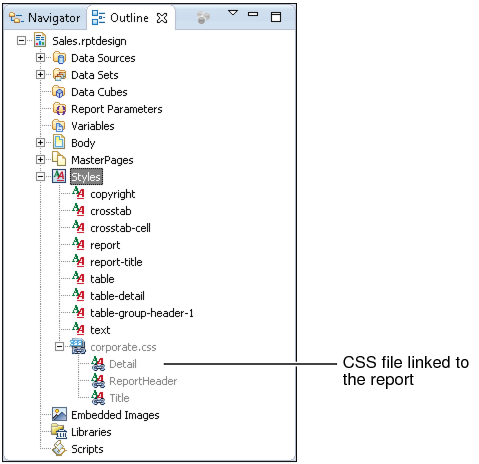 Navigator Outline
Sales.rptdesign
Data Sources
Data Sets
Data Cubes
Report Parameters
Variables
Body
MasterPages
Styles
copyright
crosstab
crosstab-cell
report
report-title
table
table-detail
table-group-header-1
text
corporate.css
Detail
ReportHeader
Title
Embedded Images
Libraries
Scripts
CSS file linked to
the report